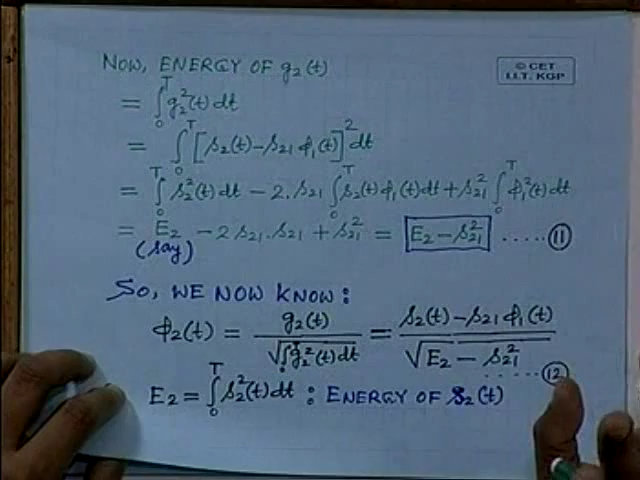 NOW, ENERGY OF g₂(t)
© CET
I.I.T. KGP
= ∫₀ᵀ g₂²(t) dt
= ∫₀ᵀ [s₂(t) - s₂₁ ϕ₁(t)]² dt
= ∫₀ᵀ s₂²(t) dt - 2. s₂₁ ∫₀ᵀ s₂(t) ϕ₁(t) dt + s₂₁² ∫₀ᵀ ϕ₁²(t) dt
= E₂ - 2 s₂₁. s₂₁ + s₂₁² = E₂ - s₂₁² ..... (11)
(say)
SO, WE NOW KNOW :
ϕ₂(t) = g₂(t) / √∫₀ᵀ g₂²(t) dt = s₂(t) - s₂₁ ϕ₁(t) / √E₂ - s₂₁² ..... (12)
E₂ = ∫₀ᵀ s₂²(t) dt : ENERGY OF s₂(t)